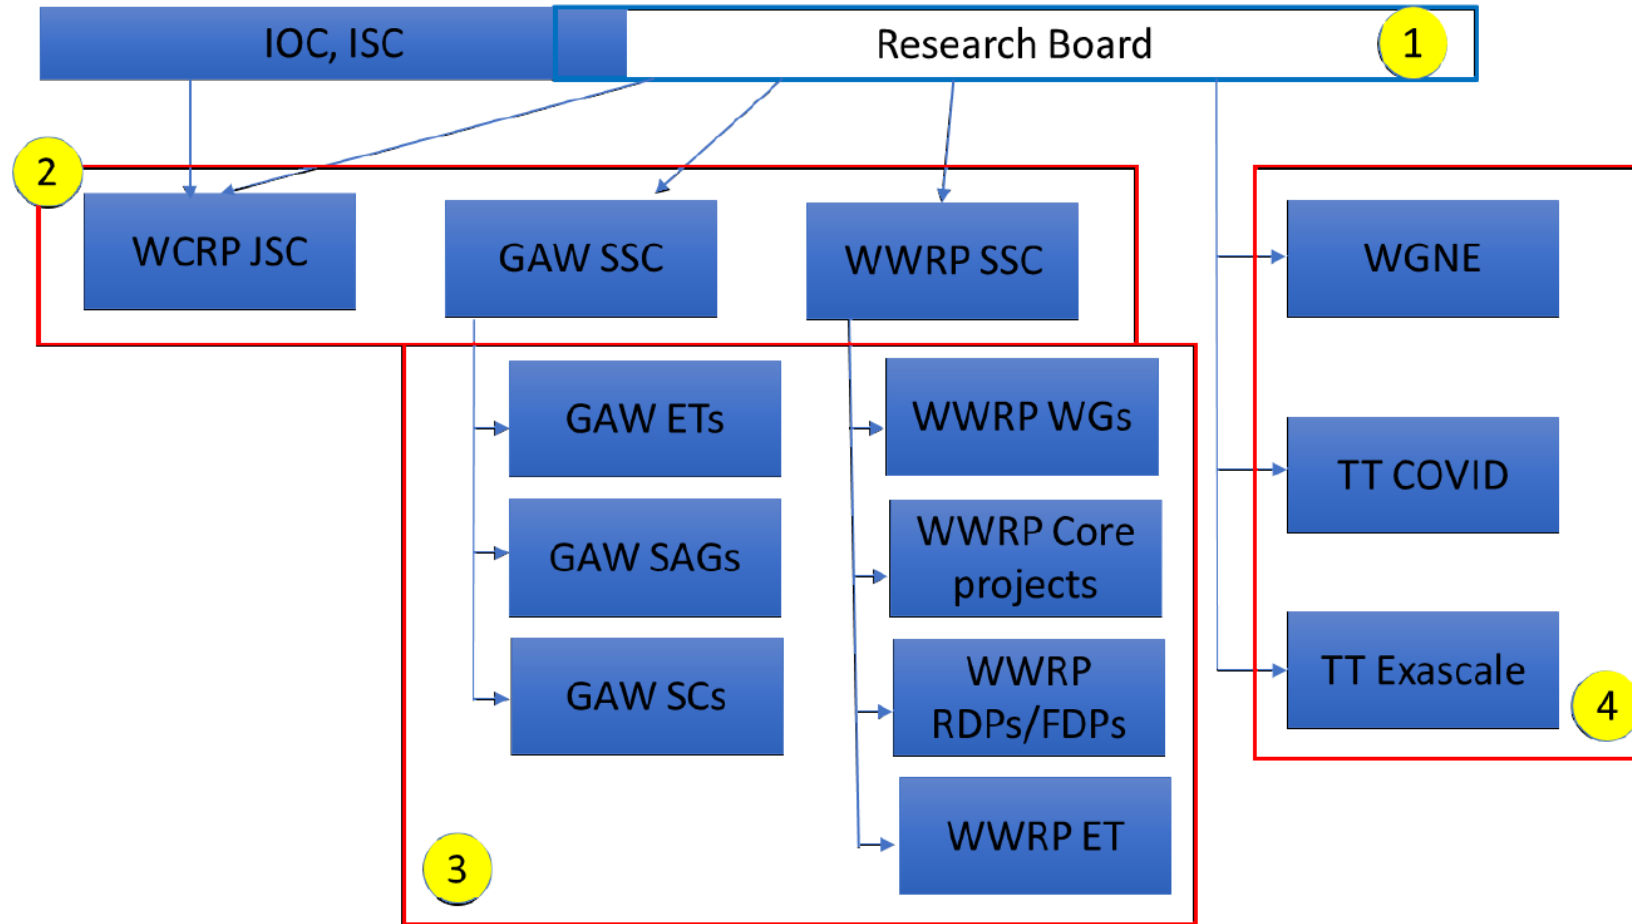 IOC, ISC
Research Board
1
2
WCRP JSC
GAW SSC
WWRP SSC
WGNE
GAW ETs
WWRP WGs
TT COVID
GAW SAGs
WWRP Core
projects
GAW SCs
WWRP
RDPs/FDPs
TT Exascale
4
WWRP ET
3